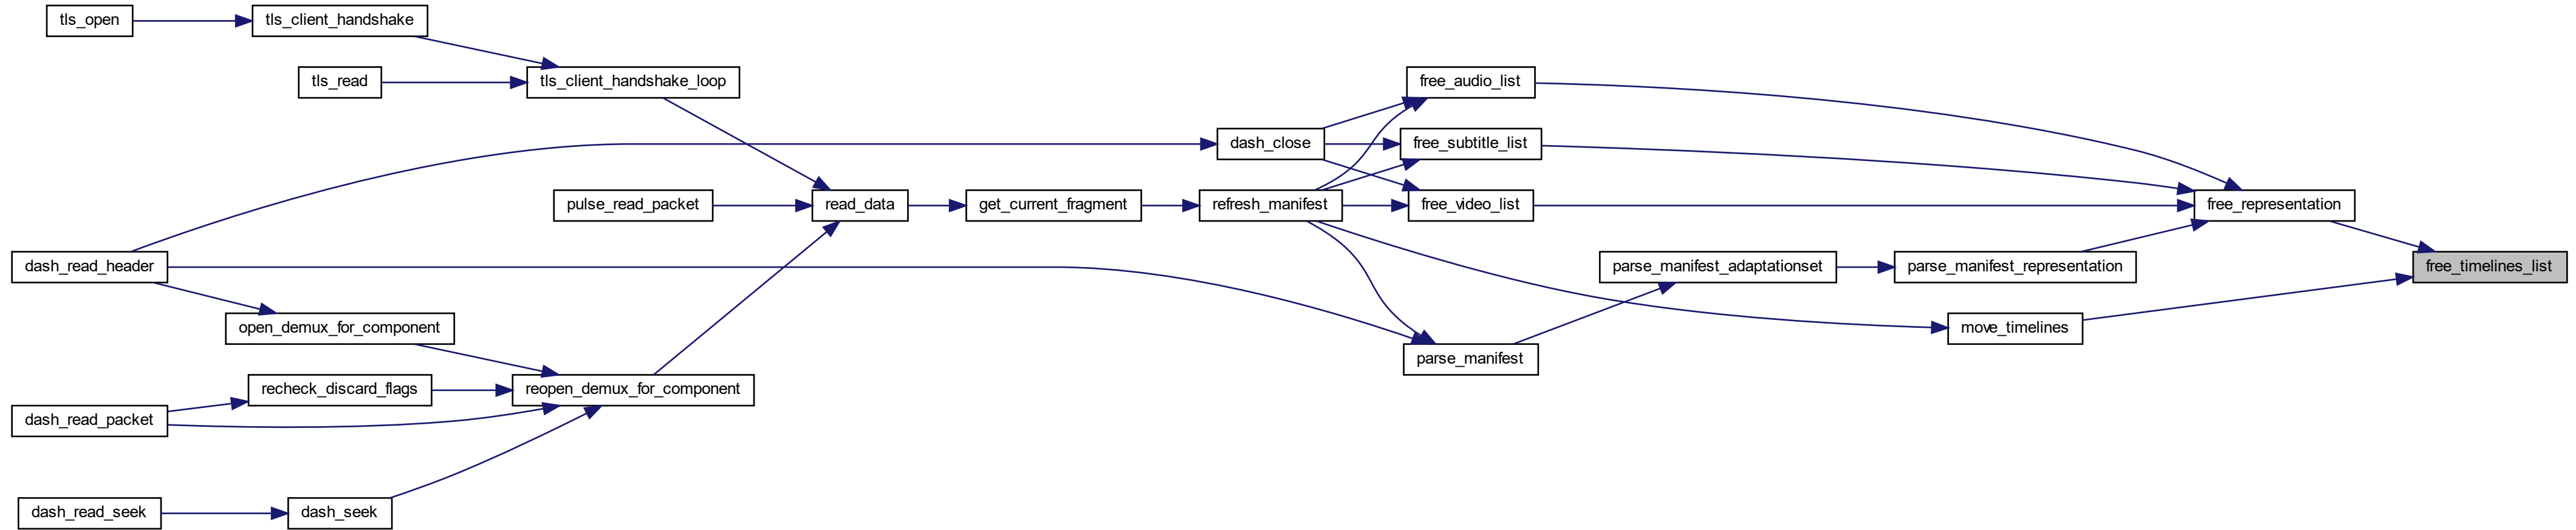 tls_open
tls_client_handshake
tls_read
tls_client_handshake_loop
free_audio_list
dash_close
free_subtitle_list
pulse_read_packet
read_data
get_current_fragment
refresh_manifest
free_video_list
free_representation
dash_read_header
parse_manifest_adaptationset
parse_manifest_representation
free_timelines_list
open_demux_for_component
move_timelines
parse_manifest
recheck_discard_flags
reopen_demux_for_component
dash_read_packet
dash_read_seek
dash_seek